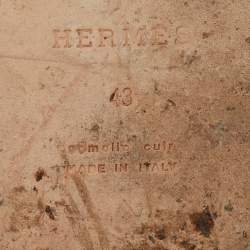 HERMES
43
semelle cuir
MADE IN ITALY